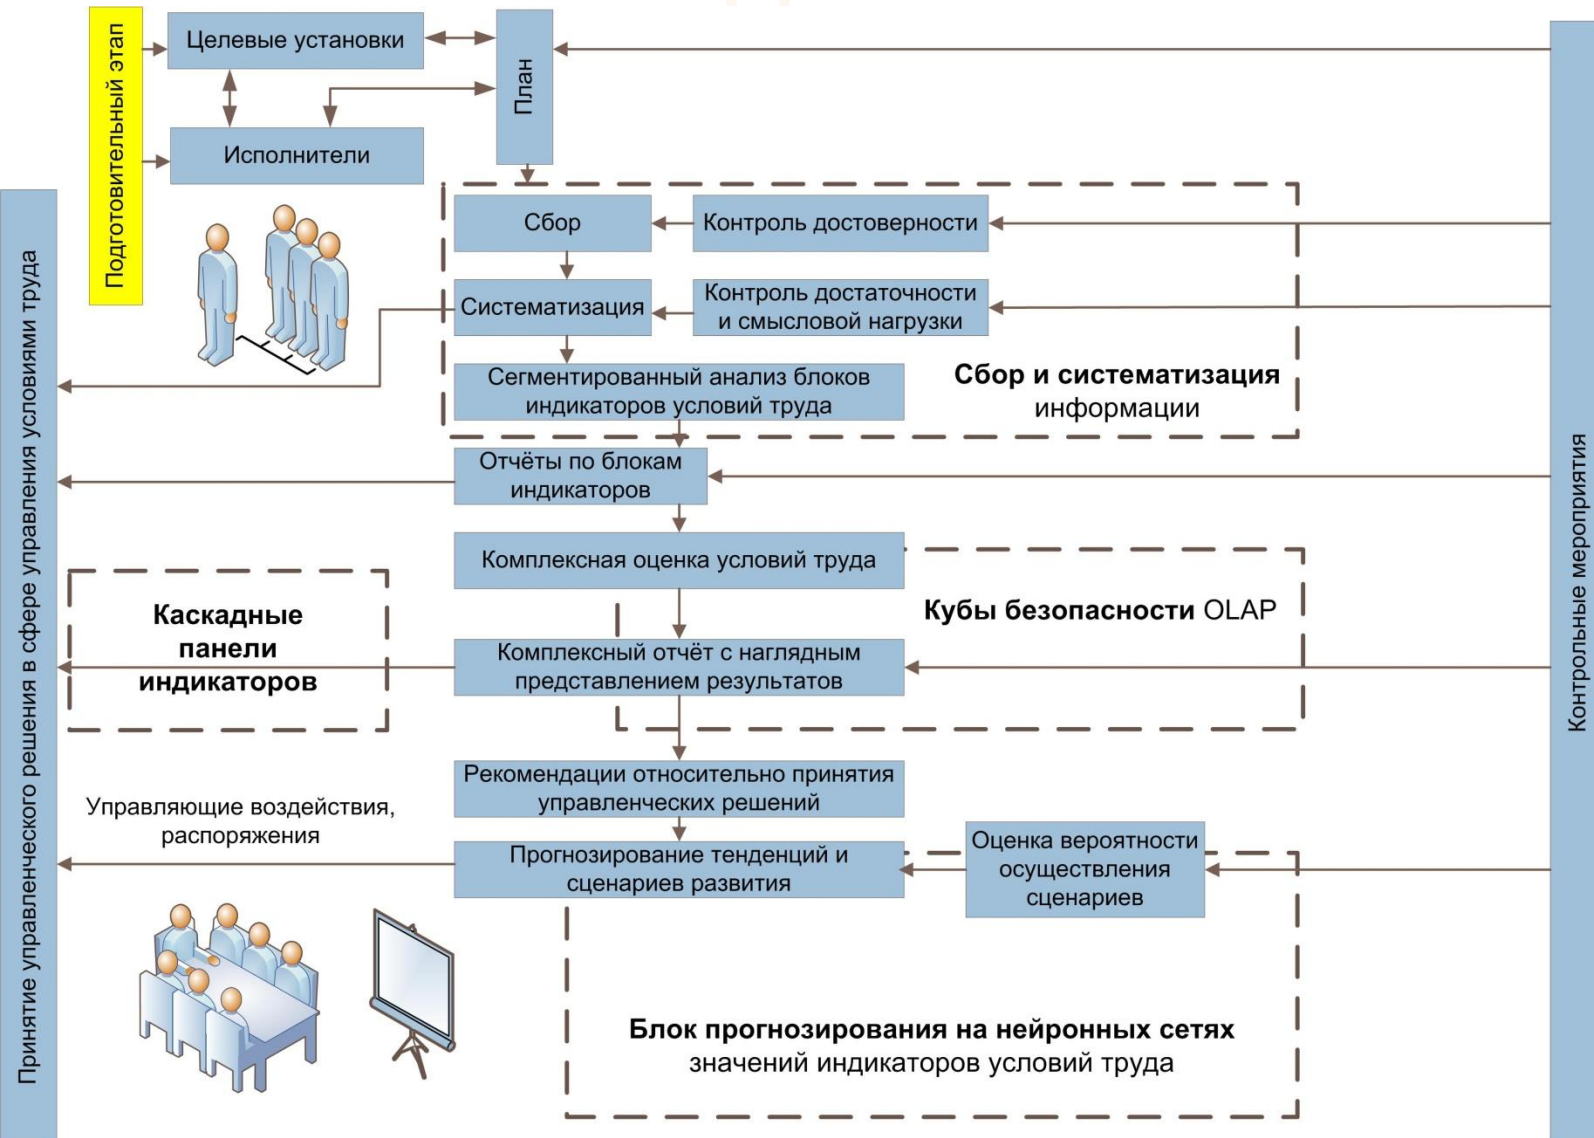 Подготовительный этап
Целевые установки
Исполнители
План
Сбор
Контроль достоверности
Систематизация
Контроль достаточности
и смысловой нагрузки
Сегментированный анализ блоков
индикаторов условий труда
Сбор и систематизация
информации
Отчёты по блокам
индикаторов
Комплексная оценка условий труда
Кубы безопасности OLAP
Каскадные
панели
индикаторов
Комплексный отчёт с наглядным
представлением результатов
Рекомендации относительно принятия
управленческих решений
Управляющие воздействия,
распоряжения
Прогнозирование тенденций и
сценариев развития
Оценка вероятности
осуществления
сценариев
Блок прогнозирования на нейронных сетях
значений индикаторов условий труда
Принятие управленческого решения в сфере управления условиями труда
Контрольные мероприятия